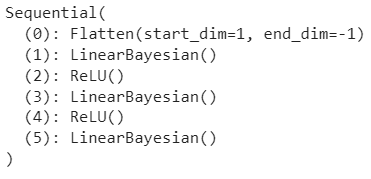 Sequential(
  (0): Flatten(start_dim=1, end_dim=-1)
  (1): LinearBayesian()
  (2): ReLU()
  (3): LinearBayesian()
  (4): ReLU()
  (5): LinearBayesian()
)